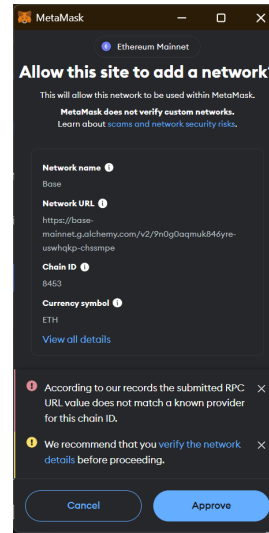 MetaMask
Ethereum Mainnet
Allow this site to add a network?
This will allow this network to be used within MetaMask.
MetaMask does not verify custom networks.
Learn about scams and network security risks.
Network name
Base
Network URL
https://base-
mainnet.g.alchemy.com/v2/9n0g0aqmuk846yre-
uswhqkp-chssmpe
Chain ID
8453
Currency symbol
ETH
View all details
According to our records the submitted RPC
URL value does not match a known provider
for this chain ID.
We recommend that you verify the network
details before proceeding.
Cancel
Approve